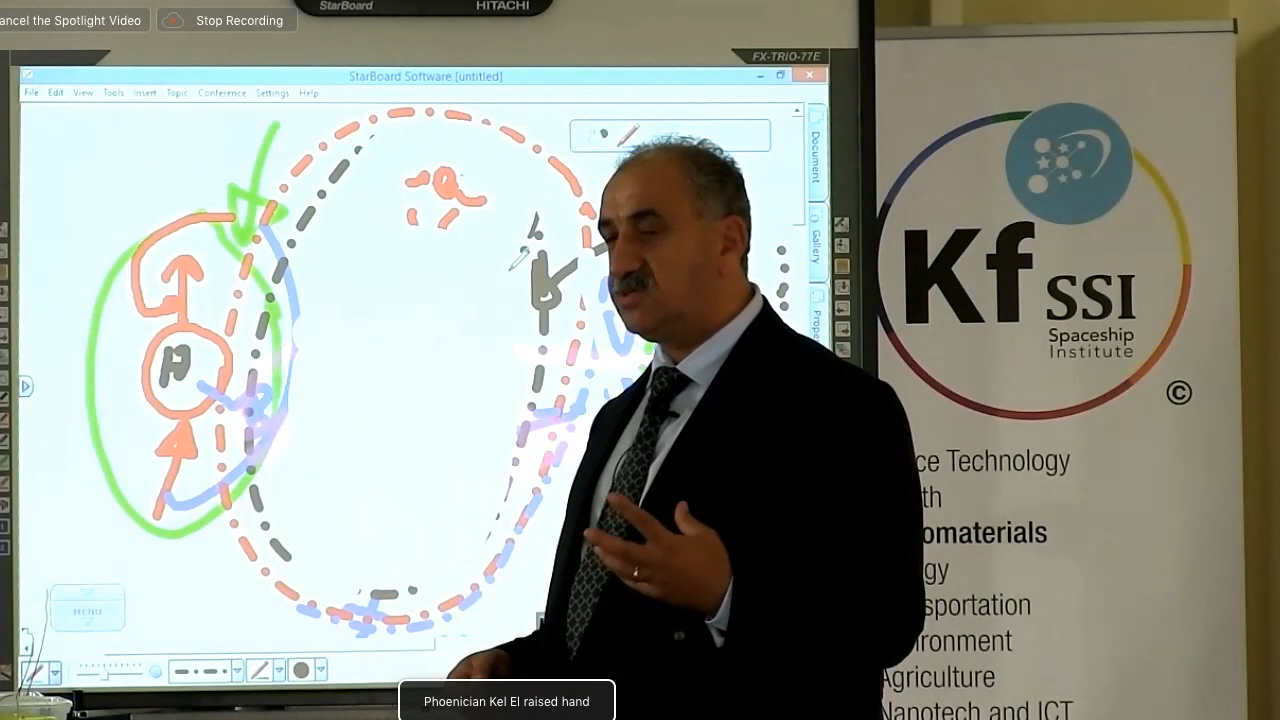 StarBoard
HITACHI
ancel the Spotlight Video
Stop Recording
FX-TRIO-77E
StarBoard Software [untitled]
File Edit View Tools Insert Topic Conference Settings Help
Document
Gallery
Prope
H
MENU
Kf
SSI
Spaceship
Institute
©
ce Technology
th
omaterials
gy
sportation
ironment
Agriculture
Nanotech and ICT
Phoenician Kel El raised hand